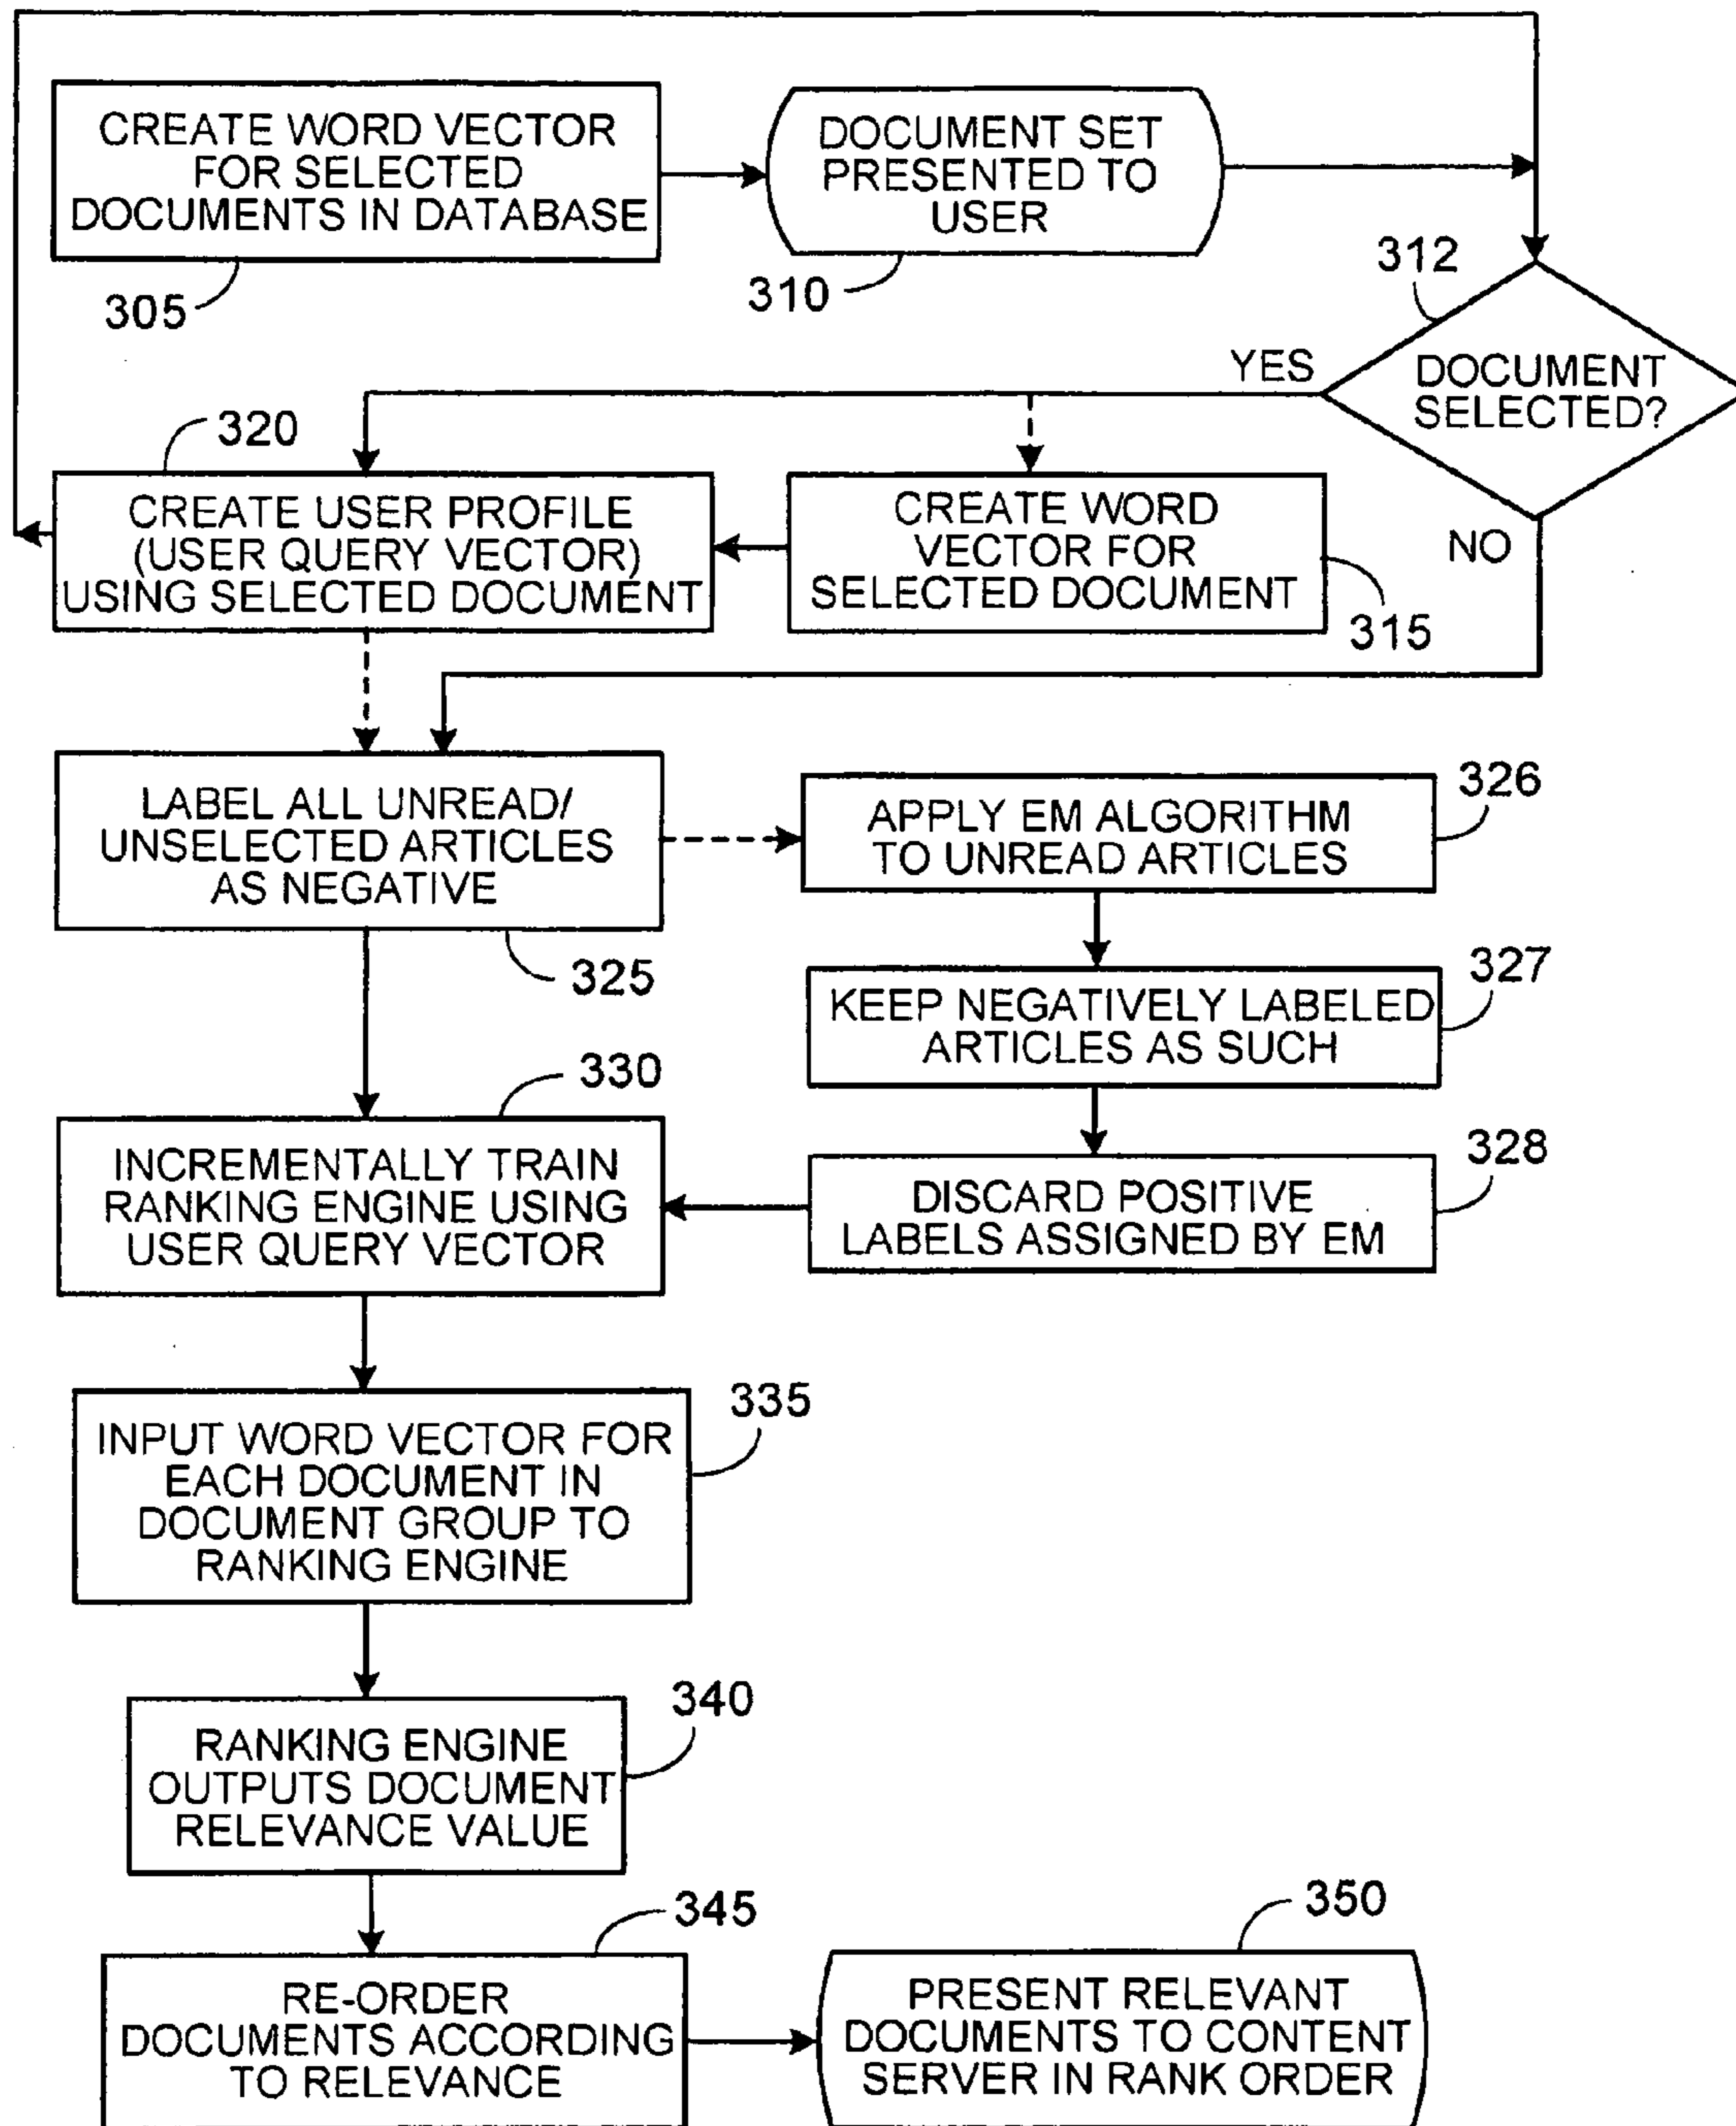 CREATE WORD VECTOR
FOR SELECTED
DOCUMENTS IN DATABASE
305
DOCUMENT SET
PRESENTED TO
USER
310
312
DOCUMENT
SELECTED?
YES
NO
320
CREATE USER PROFILE
(USER QUERY VECTOR)
USING SELECTED DOCUMENT
CREATE WORD
VECTOR FOR
SELECTED DOCUMENT
315
LABEL ALL UNREAD/
UNSELECTED ARTICLES
AS NEGATIVE
325
326
APPLY EM ALGORITHM
TO UNREAD ARTICLES
327
KEEP NEGATIVELY LABELED
ARTICLES AS SUCH
328
DISCARD POSITIVE
LABELS ASSIGNED BY EM
330
INCREMENTALLY TRAIN
RANKING ENGINE USING
USER QUERY VECTOR
335
INPUT WORD VECTOR FOR
EACH DOCUMENT IN
DOCUMENT GROUP TO
RANKING ENGINE
340
RANKING ENGINE
OUTPUTS DOCUMENT
RELEVANCE VALUE
345
RE-ORDER
DOCUMENTS ACCORDING
TO RELEVANCE
350
PRESENT RELEVANT
DOCUMENTS TO CONTENT
SERVER IN RANK ORDER